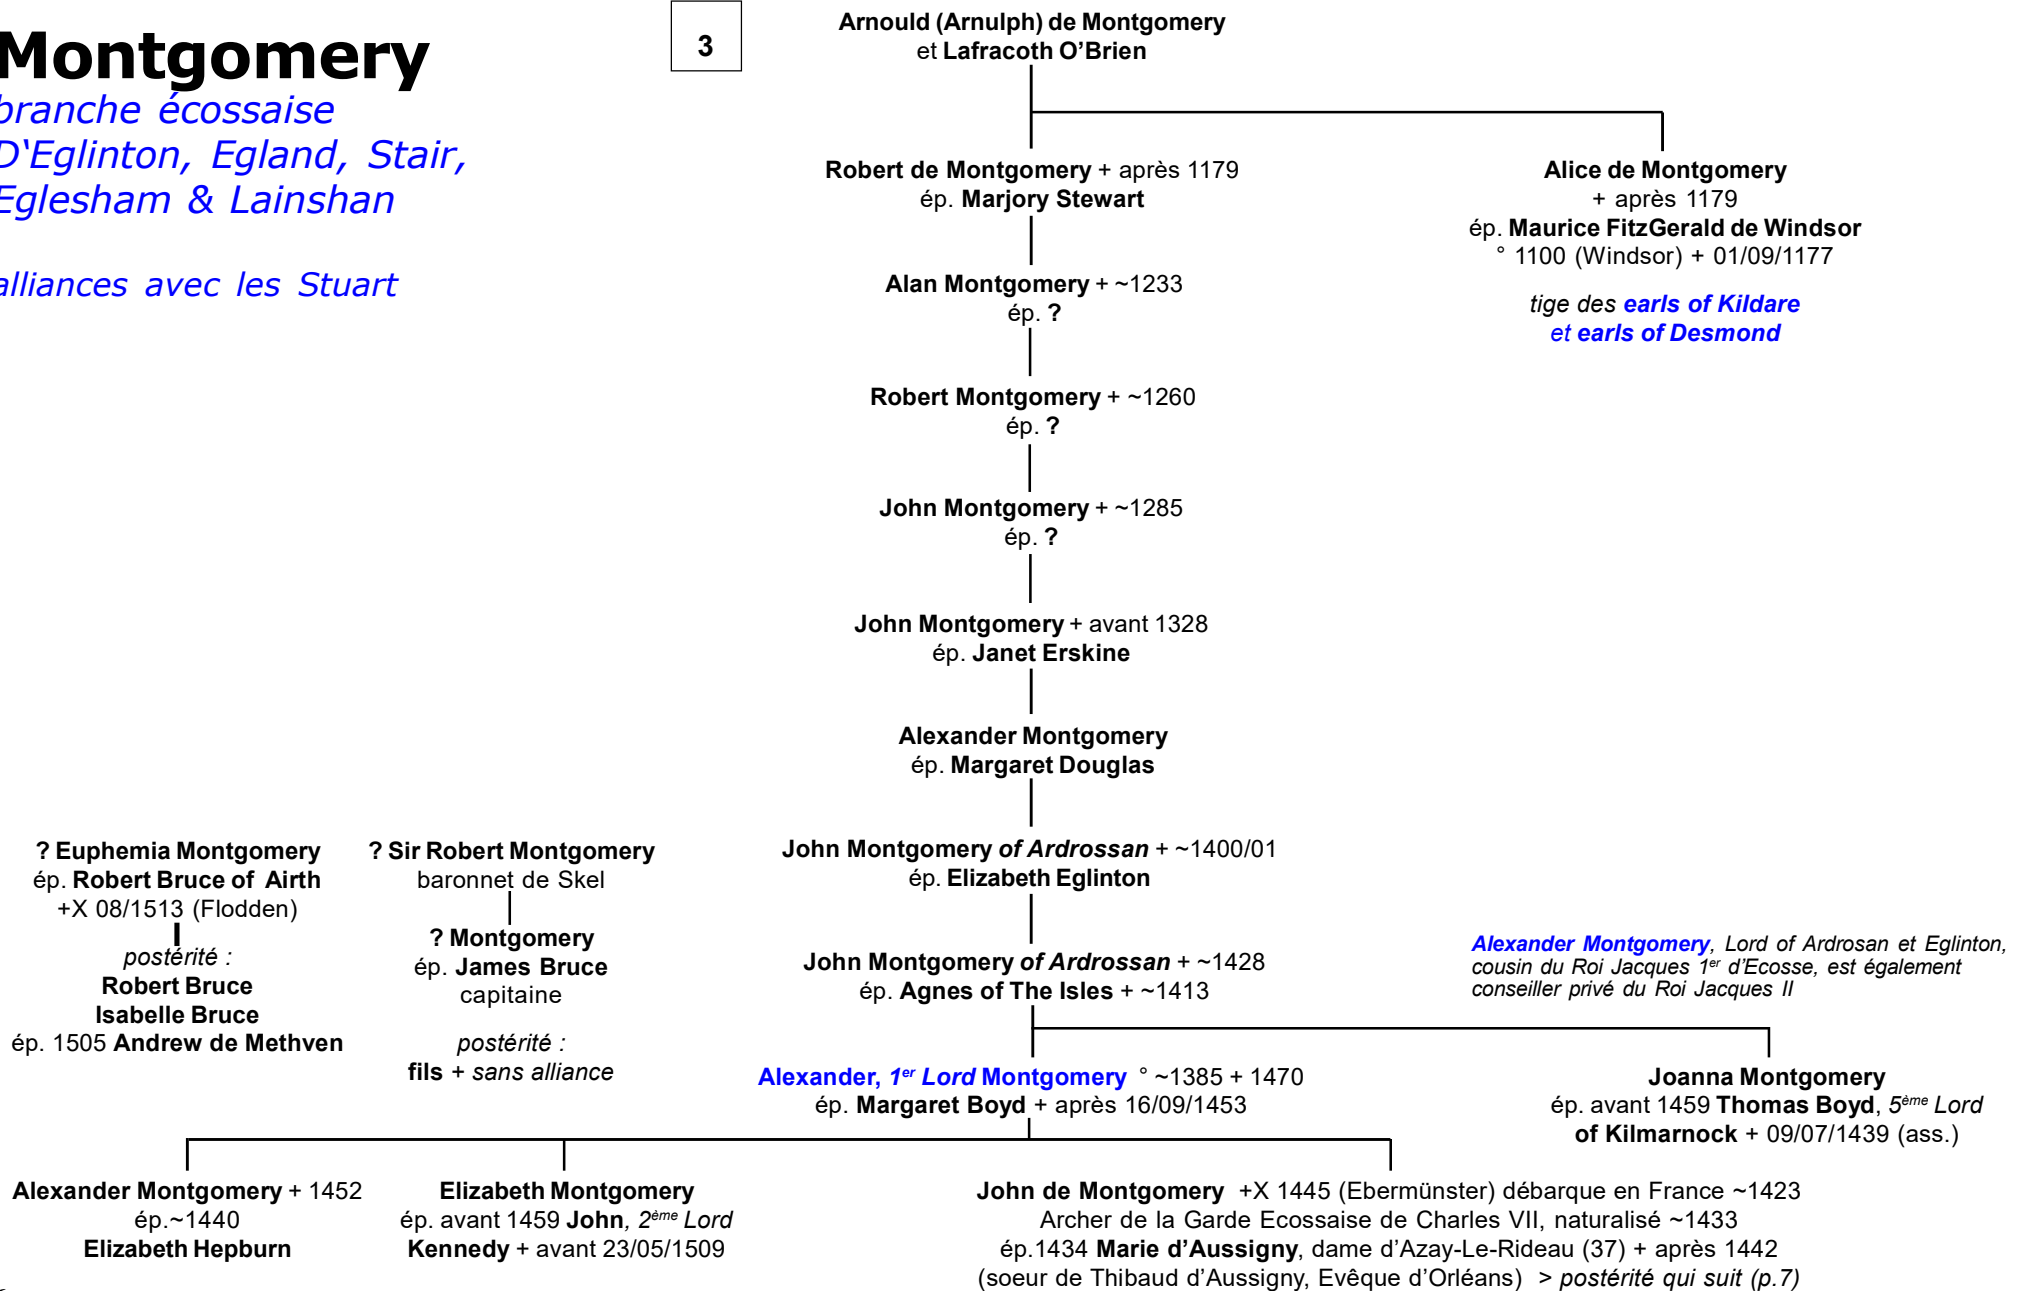 Montgomery
branche écossaise
D‘Eglinton, Egland, Stair,
Eglesham & Lainshan
alliances avec les Stuart
3
Arnould (Arnulph) de Montgomery
et Lafracoth O’Brien
Robert de Montgomery + après 1179
ép. Marjory Stewart
Alice de Montgomery
+ après 1179
ép. Maurice FitzGerald de Windsor
° 1100 (Windsor) + 01/09/1177
tige des earls of Kildare
et earls of Desmond
Alan Montgomery + ~1233
ép. ?
Robert Montgomery + ~1260
ép. ?
John Montgomery + ~1285
ép. ?
John Montgomery + avant 1328
ép. Janet Erskine
Alexander Montgomery
ép. Margaret Douglas
? Euphemia Montgomery
ép. Robert Bruce of Airth
+X 08/1513 (Flodden)
postérité :
Robert Bruce
Isabelle Bruce
ép. 1505 Andrew de Methven
? Sir Robert Montgomery
baronnet de Skel
? Montgomery
ép. James Bruce
capitaine
postérité :
fils + sans alliance
John Montgomery of Ardrossan + ~1400/01
ép. Elizabeth Eglinton
John Montgomery of Ardrossan + ~1428
ép. Agnes of The Isles + ~1413
Alexander Montgomery, Lord of Ardrosan et Eglinton,
cousin du Roi Jacques 1er d’Ecosse, est également
conseiller privé du Roi Jacques II
Alexander, 1er Lord Montgomery ° ~1385 + 1470
ép. Margaret Boyd + après 16/09/1453
Joanna Montgomery
ép. avant 1459 Thomas Boyd, 5ème Lord
of Kilmarnock + 09/07/1439 (ass.)
Alexander Montgomery + 1452
ép.~1440
Elizabeth Hepburn
Elizabeth Montgomery
ép. avant 1459 John, 2ème Lord
Kennedy + avant 23/05/1509
John de Montgomery +X 1445 (Ebermünster) débarque en France ~1423
Archer de la Garde Ecossaise de Charles VII, naturalisé ~1433
ép.1434 Marie d’Aussigny, dame d’Azay-Le-Rideau (37) + après 1442
(soeur de Thibaud d’Aussigny, Evêque d’Orléans) > postérité qui suit (p.7)